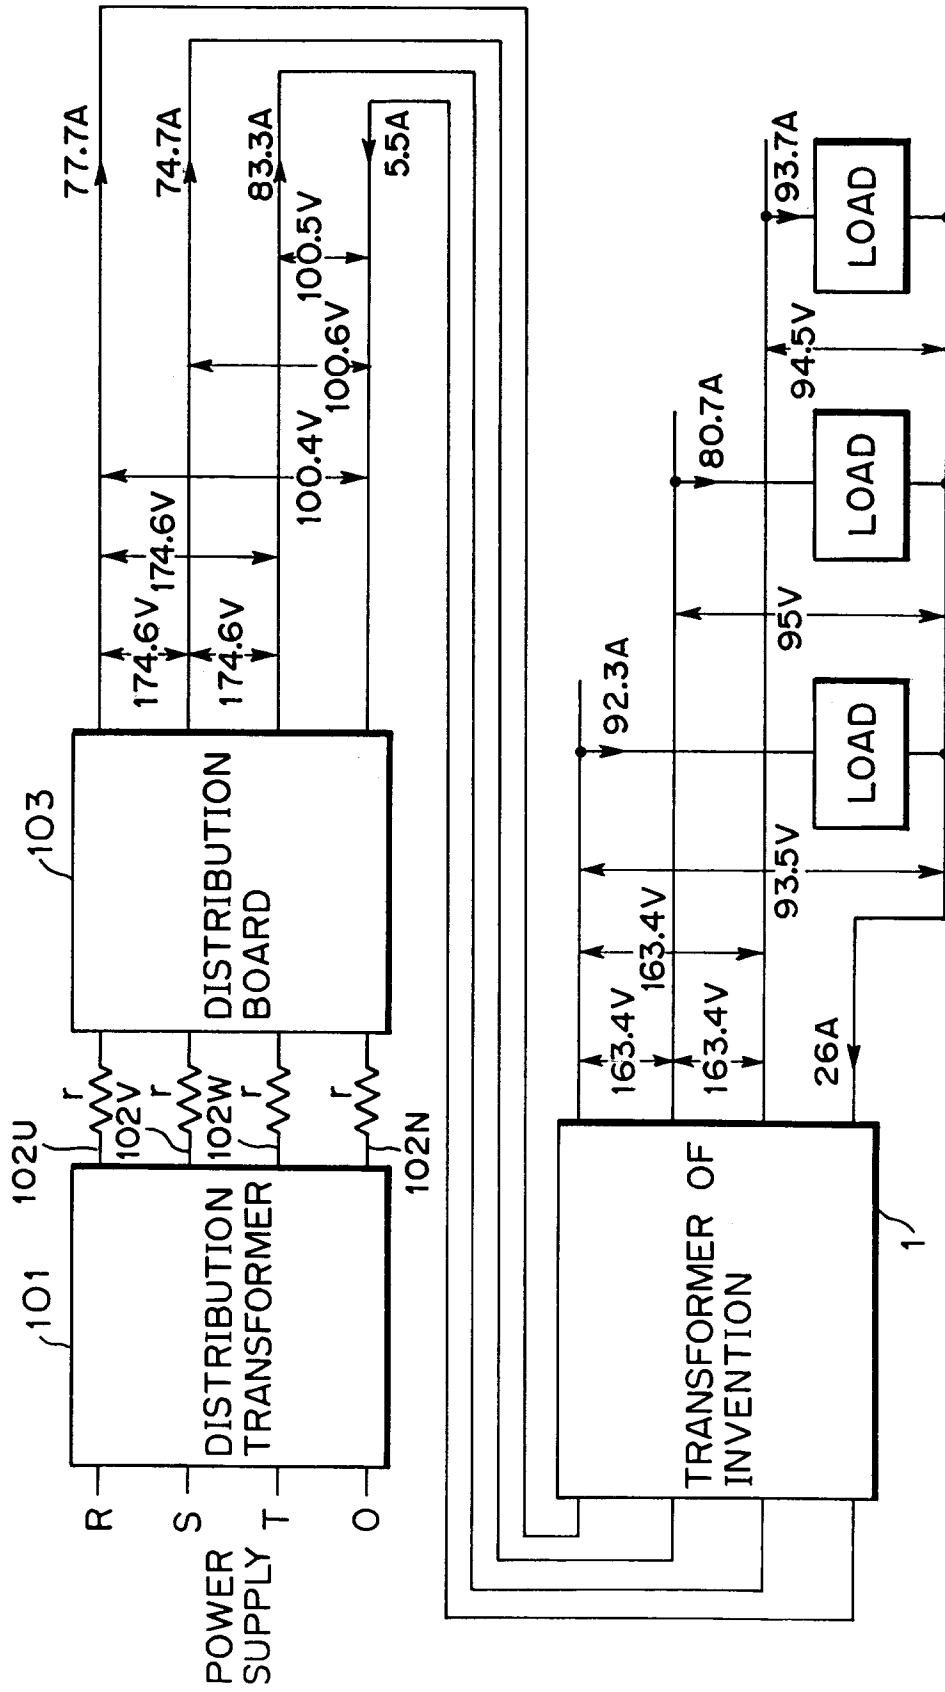 POWER
SUPPLY
R
S
T
O
101
DISTRIBUTION
TRANSFORMER
102U
102V
102W
102N
r
r
r
r
103
DISTRIBUTION
BOARD
174.6V
174.6V
174.6V
100.4V
100.6V
100.5V
77.7A
74.7A
83.3A
5.5A
TRANSFORMER OF
INVENTION
1
163.4V
163.4V
163.4V
26A
93.5V
95V
94.5V
92.3A
80.7A
93.7A
LOAD
LOAD
LOAD